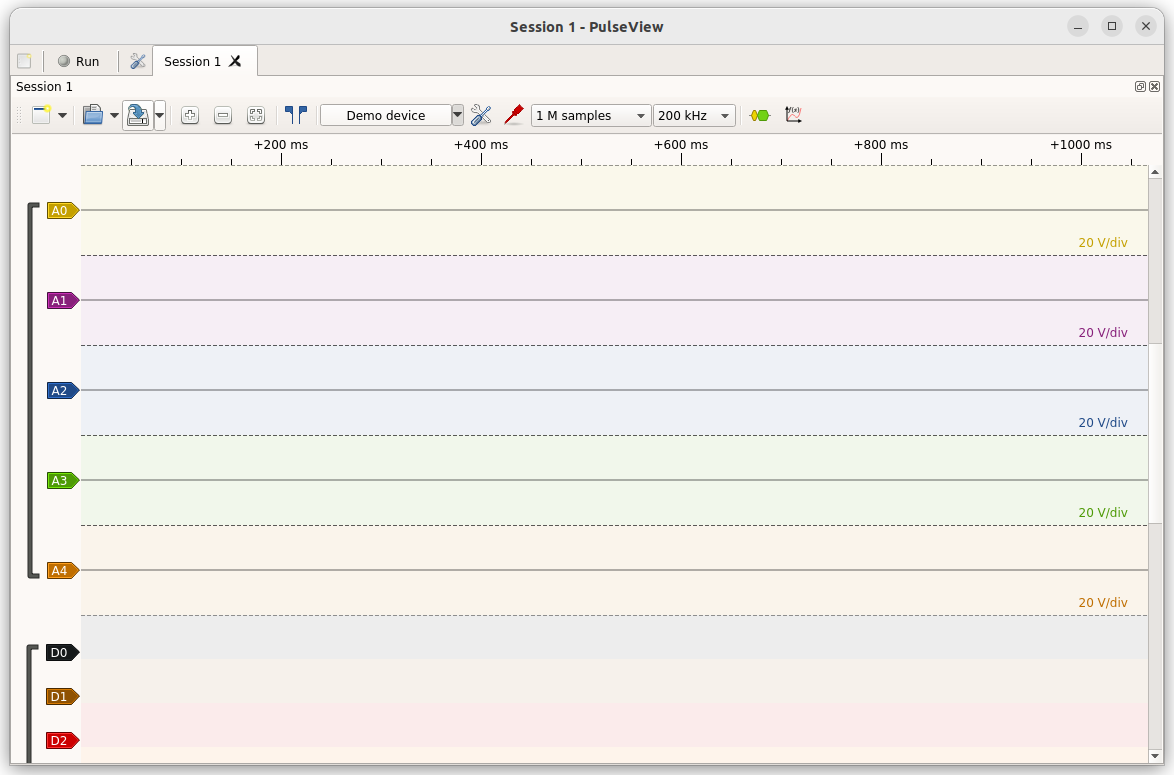 Session 1 - PulseView
Run
Session 1
Session 1
Demo device
1 M samples
200 kHz
+200 ms
+400 ms
+600 ms
+800 ms
+1000 ms
A0
20 V/div
A1
20 V/div
A2
20 V/div
A3
20 V/div
A4
20 V/div
D0
D1
D2